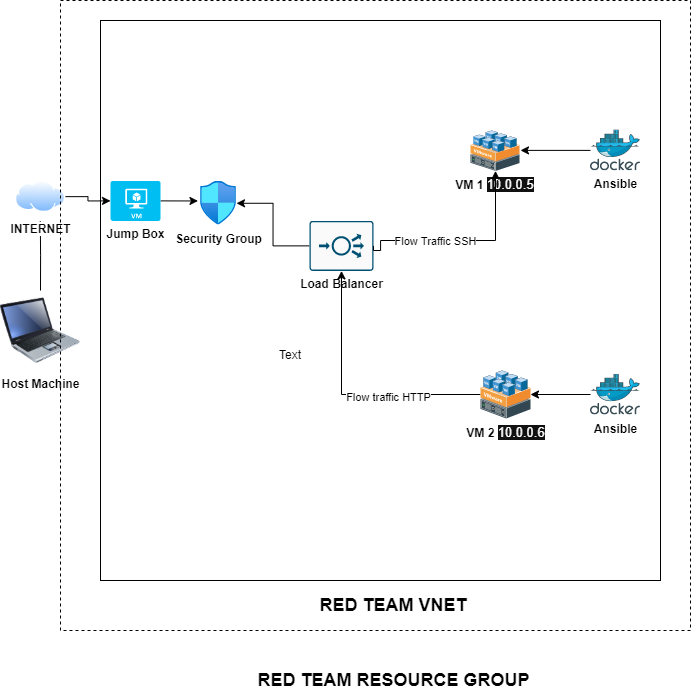 docker
Ansible
VM 1 10.0.0.5
INTERNET
VM
Jump Box
Security Group
Flow Traffic SSH
Load Balancer
Text
Host Machine
Flow traffic HTTP
VMware
docker
Ansible
VM 2 10.0.0.6
RED TEAM VNET
RED TEAM RESOURCE GROUP